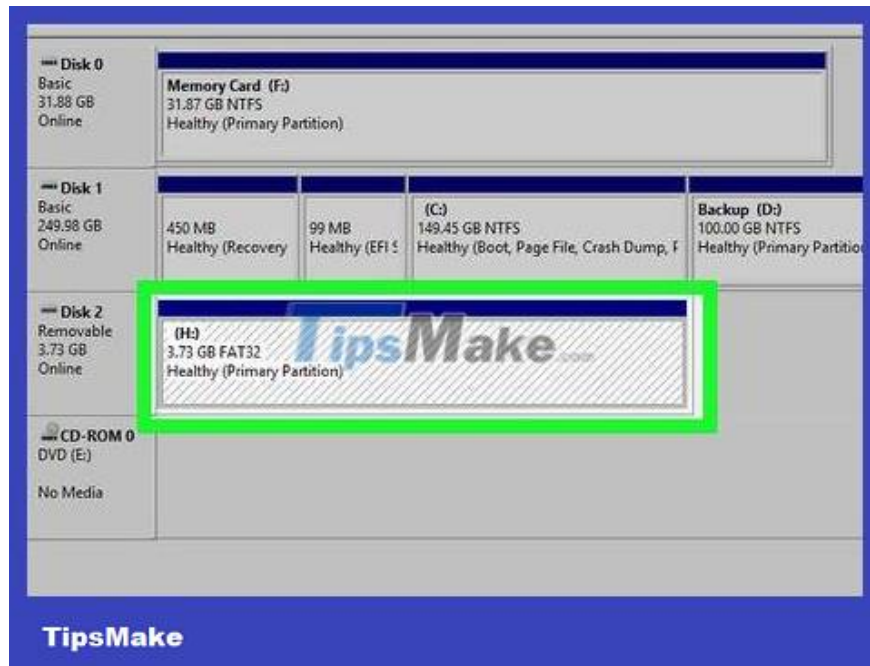 Disk 0
Basic
31.88 GB
Online
Memory Card (F:)
31.87 GB NTFS
Healthy (Primary Partition)
Disk 1
Basic
249.98 GB
Online
450 MB
Healthy (Recovery
99 MB
Healthy (EFI S
(C:)
149.45 GB NTFS
Healthy (Boot, Page File, Crash Dump, P
Backup (D:)
100.00 GB NTFS
Healthy (Primary Partition
Disk 2
Removable
3.73 GB
Online
(H:)
3.73 GB FAT32
Healthy (Primary Partition)
TipsMake.com
CD-ROM 0
DVD (E:)
No Media
TipsMake